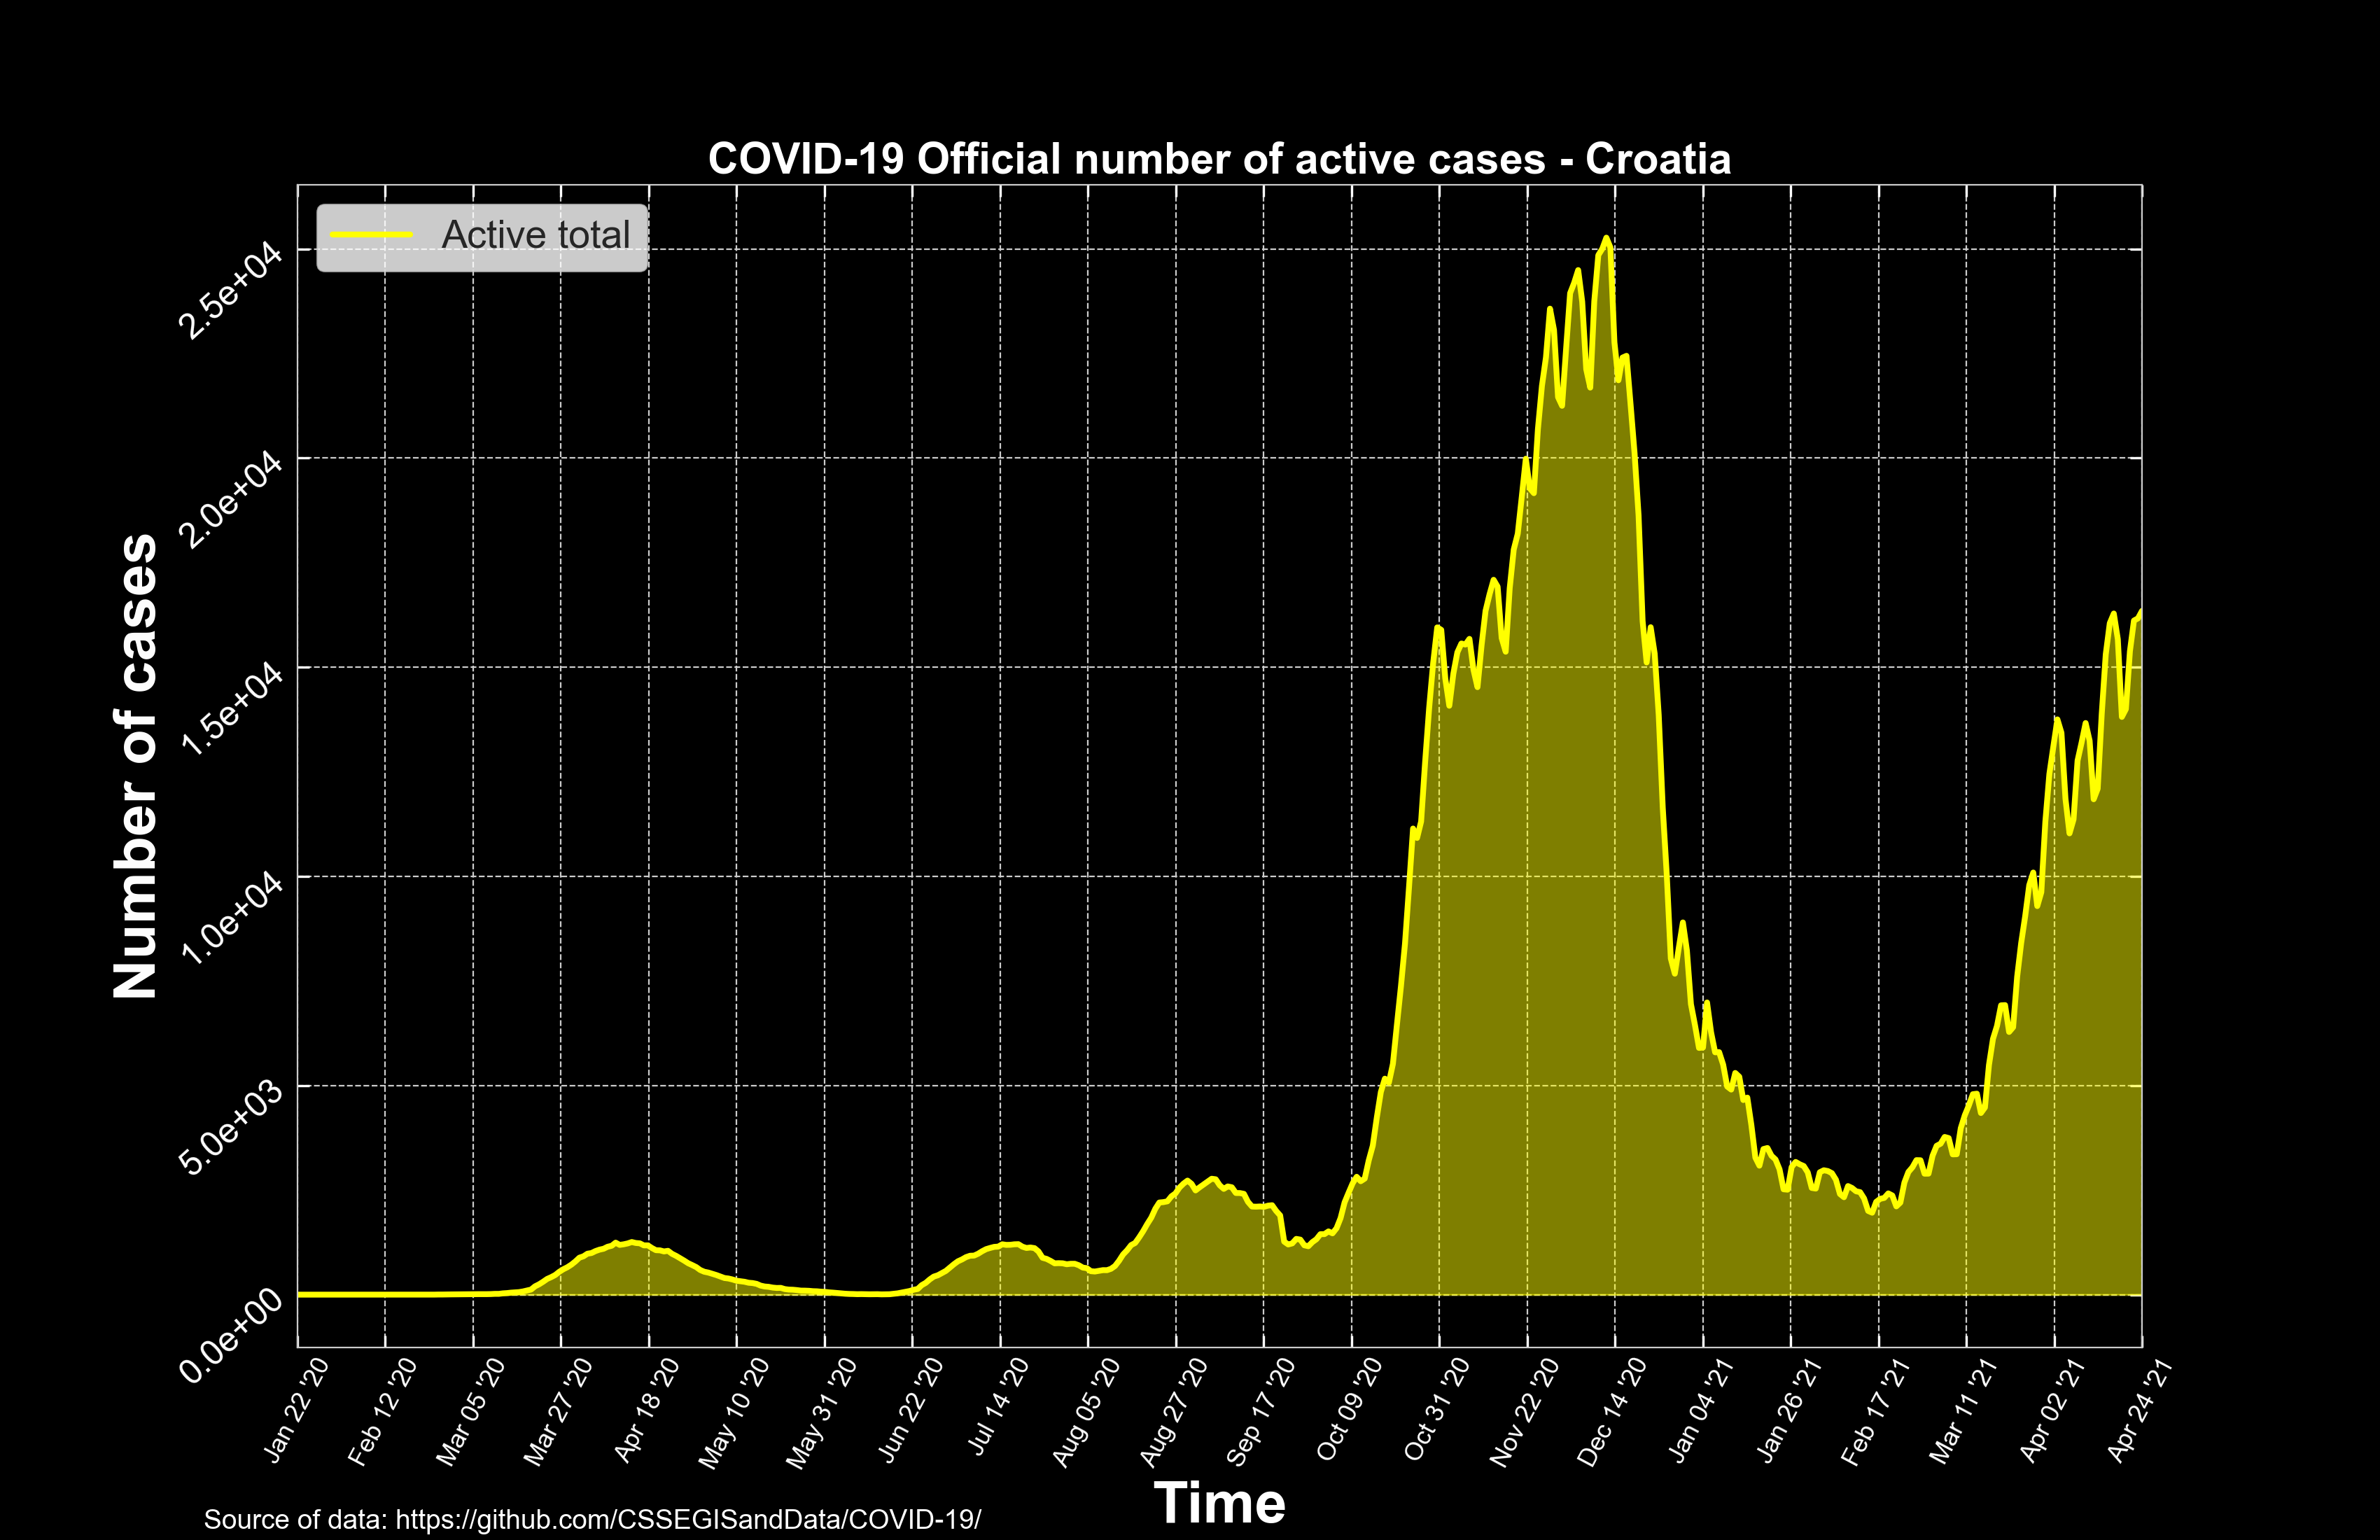 COVID-19 Official number of active cases - Croatia
Active total
Number of cases
2.5e+04
2.0e+04
1.5e+04
1.0e+04
5.0e+03
0.0e+00
Jan 22 '20
Feb 12 '20
Mar 05 '20
Mar 27 '20
Apr 18 '20
May 10 '20
May 31 '20
Jun 22 '20
Jul 14 '20
Aug 05 '20
Aug 27 '20
Sep 17 '20
Oct 09 '20
Oct 31 '20
Nov 22 '20
Dec 14 '20
Jan 04 '21
Jan 26 '21
Feb 17 '21
Mar 11 '21
Apr 02 '21
Apr 24 '21
Time
Source of data: https://github.com/CSSEGISandData/COVID-19/